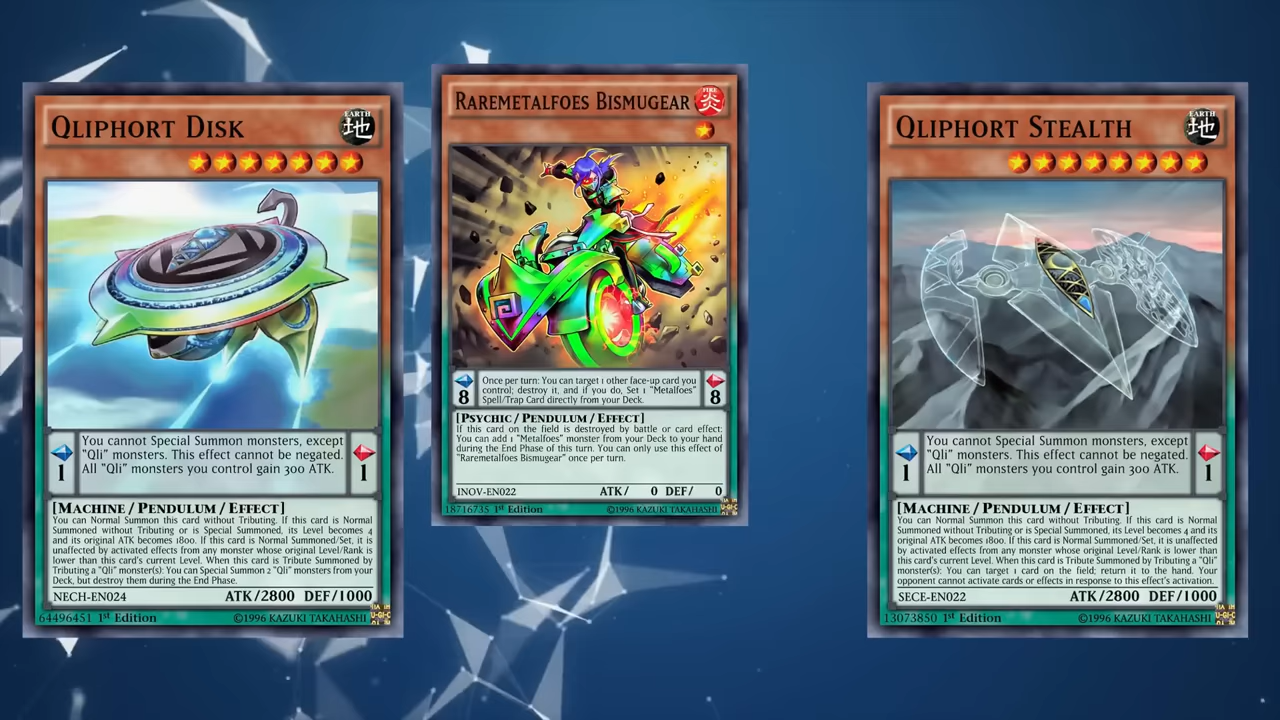 QLIPHORT DISK
EARTH
地
1
You cannot Special Summon monsters, except
"Qli" monsters. This effect cannot be negated.
All "Qli" monsters you control gain 300 ATK.
1
[MACHINE / PENDULUM / EFFECT]
You can Normal Summon this card without Tributing. If this card is Normal
Summoned without Tributing or is Special Summoned, its Level becomes 4
and its original ATK becomes 1800. If this card is Normal Summoned/Set, it is
unaffected by activated effects from any monster whose original Level/Rank is
lower than this card's current Level. When this card is Tribute Summoned by
Tributing a "Qli" monster(s): You can Special Summon 2 "Qli" monsters from your
Deck, but destroy them during the End Phase.
NECH-EN024 ATK/2800 DEF/1000
64496451 1st Edition ©1996 KAZUKI TAKAHASHI
RAREMETALFOES BISMUGEAR
FIRE
炎
8
Once per turn: You can target 1 other face-up card you
control; destroy it, and if you do, Set 1 "Metalfoes"
Spell/Trap Card directly from your Deck.
8
[PSYCHIC / PENDULUM / EFFECT]
If this card on the field is destroyed by battle or card effect:
You can add 1 "Metalfoes" monster from your Deck to your hand
during the End Phase of this turn. You can only use this effect of
"Raremetalfoes Bismugear" once per turn.
INOV-EN022 ATK/ 0 DEF/ 0
18716735 1st Edition ©1996 KAZUKI TAKAHASHI
QLIPHORT STEALTH
EARTH
地
1
You cannot Special Summon monsters, except
"Qli" monsters. This effect cannot be negated.
All "Qli" monsters you control gain 300 ATK.
1
[MACHINE / PENDULUM / EFFECT]
You can Normal Summon this card without Tributing. If this card is Normal
Summoned without Tributing or is Special Summoned, its Level becomes 4
and its original ATK becomes 1800. If this card is Normal Summoned/Set, it is
unaffected by activated effects from any monster whose original Level/Rank is
lower than this card's current Level. When this card is Tribute Summoned by Tributing a "Qli"
monster(s): You can target 1 card on the field; return it to the hand. Your
opponent cannot activate cards or effects in response to this effect's activation.
SECE-EN022 ATK/2800 DEF/1000
13073850 1st Edition ©1996 KAZUKI TAKAHASHI